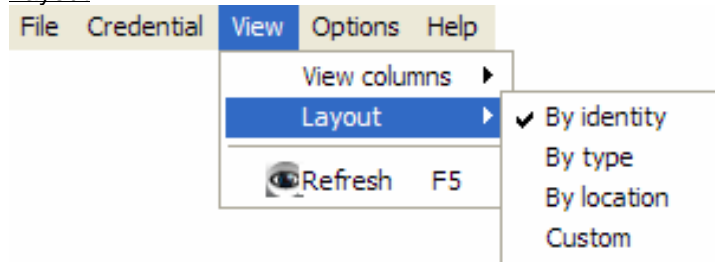 File Credential View Options Help
View columns
Layout
Refresh F5
By identity
By type
By location
Custom